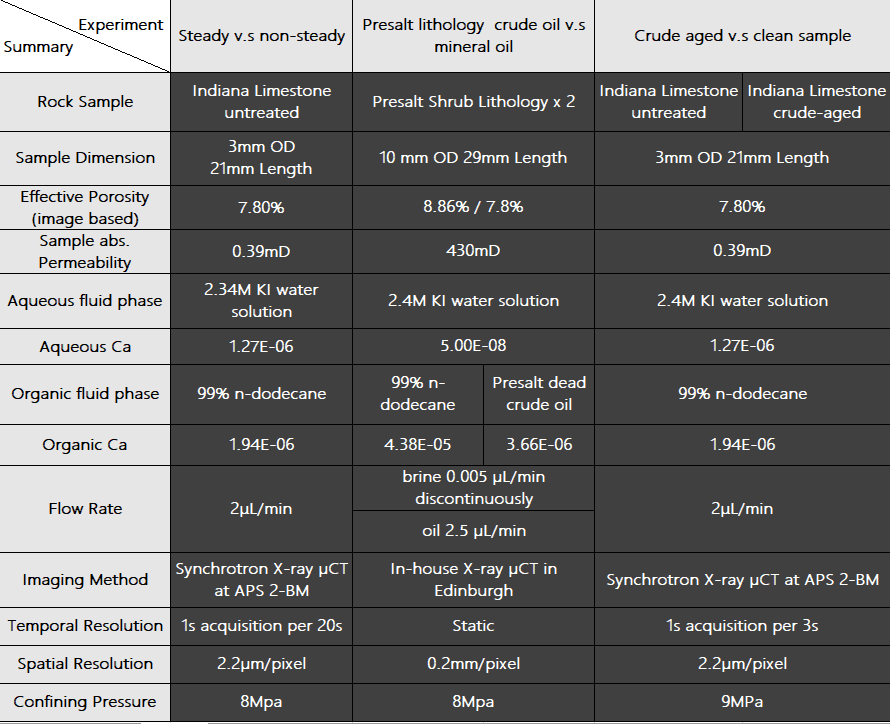 Experiment
Summary
Steady v.s non-steady
Presalt lithology crude oil v.s
mineral oil
Crude aged v.s clean sample
Rock Sample
Indiana Limestone
untreated
Presalt Shrub Lithology x 2
Indiana Limestone
untreated
Indiana Limestone
crude-aged
Sample Dimension
3mm OD
21mm Length
10 mm OD 29mm Length
3mm OD 21mm Length
Effective Porosity
(image based)
7.80%
8.86% / 7.8%
7.80%
Sample abs.
Permeability
0.39mD
430mD
0.39mD
Aqueous fluid phase
2.34M KI water
solution
2.4M KI water solution
2.4M KI water solution
Aqueous Ca
1.27E-06
5.00E-08
1.27E-06
Organic fluid phase
99% n-dodecane
99% n-
dodecane
Presalt dead
crude oil
99% n-dodecane
Organic Ca
1.94E-06
4.38E-05
3.66E-06
1.94E-06
Flow Rate
2µL/min
brine 0.005 µL/min
discontinuously
oil 2.5 µL/min
2µL/min
Imaging Method
Synchrotron X-ray µCT
at APS 2-BM
In-house X-ray µCT in
Edinburgh
Synchrotron X-ray µCT at APS 2-BM
Temporal Resolution
1s acquisition per 20s
Static
1s acquisition per 3s
Spatial Resolution
2.2µm/pixel
0.2mm/pixel
2.2µm/pixel
Confining Pressure
8Mpa
8Mpa
9MPa